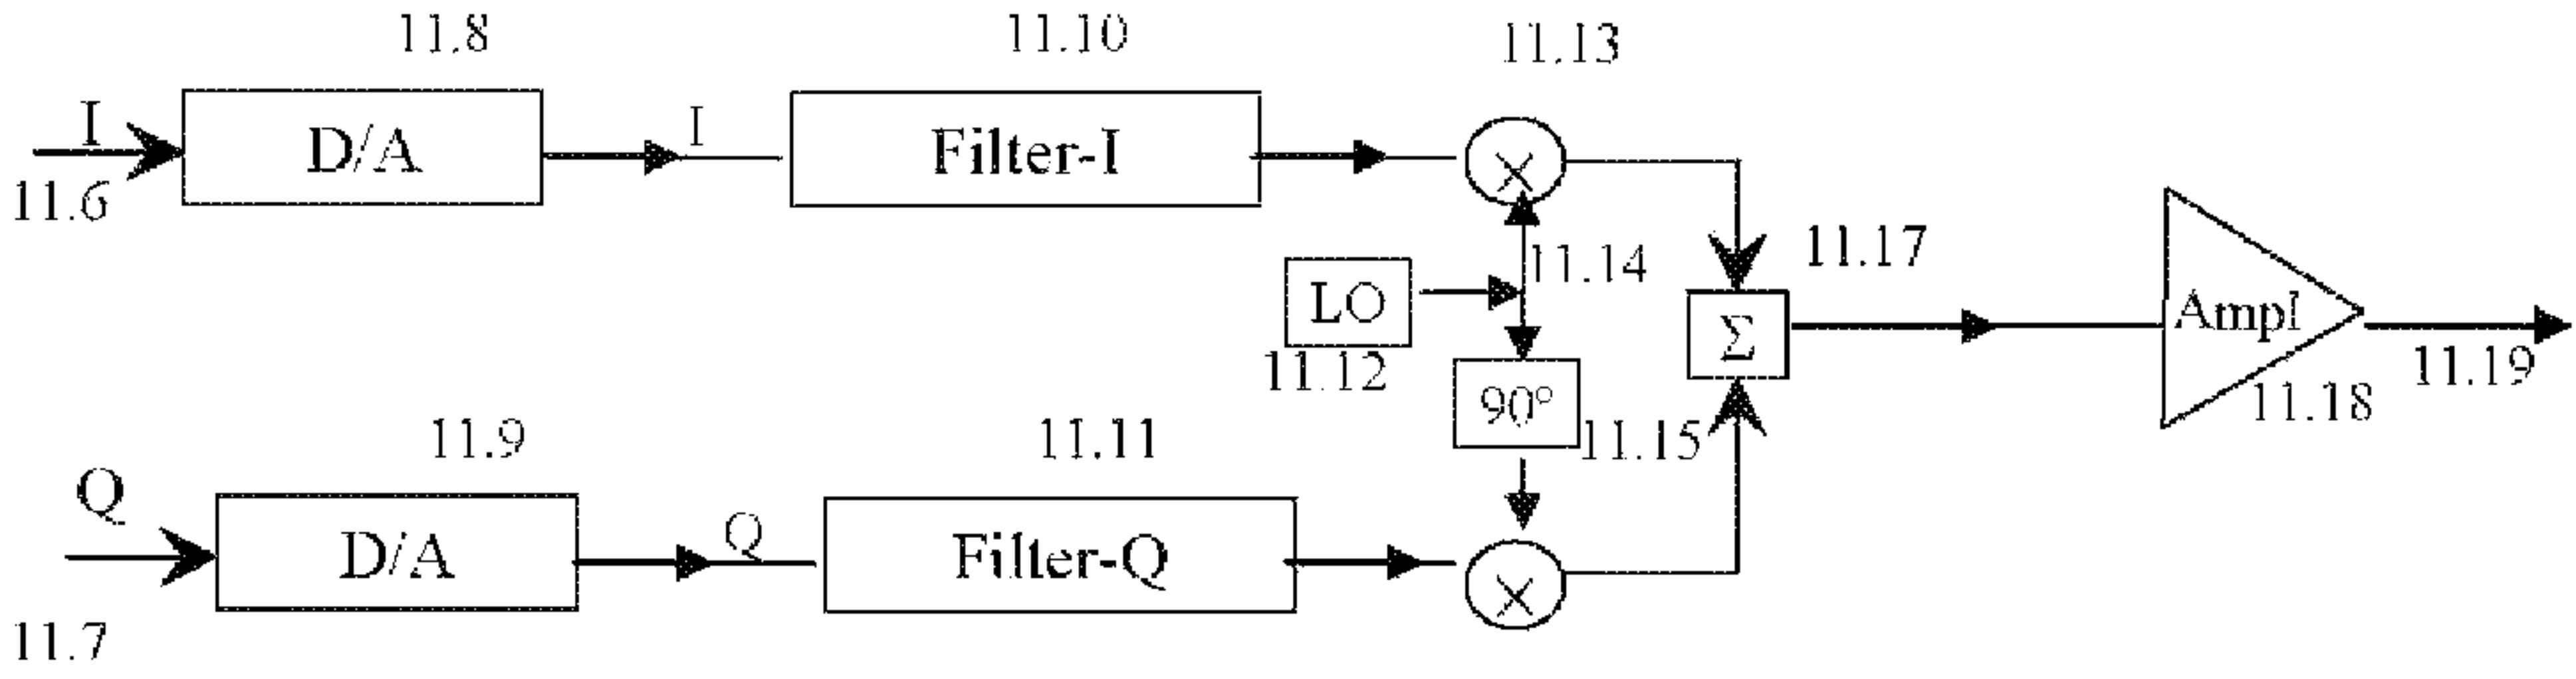 11.8
11.10
11.13
I
D/A
I
Filter-I
×
11.6
11.14
11.17
LO
11.12
Σ
Ampl
11.19
11.18
90°
11.15
11.9
11.11
Q
D/A
Q
Filter-Q
×
11.7